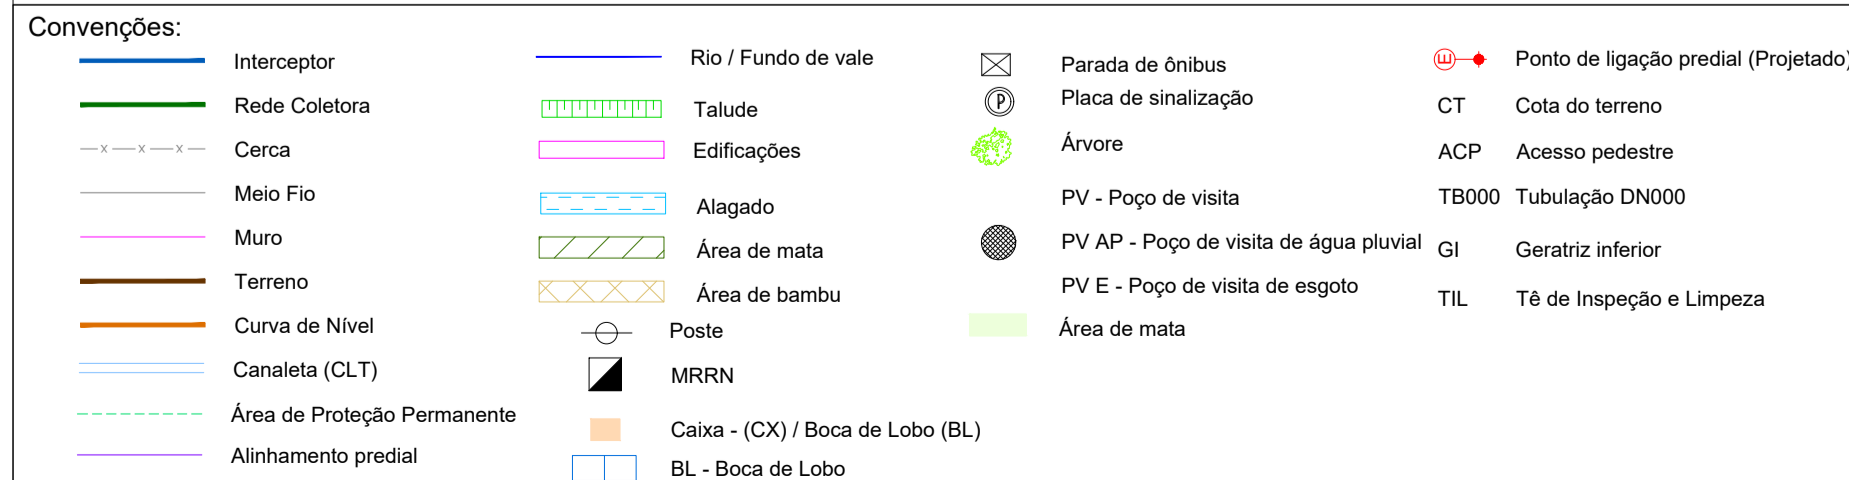 Convenções:
Interceptor
Rede Coletora
x x x Cerca
Meio Fio
Muro
Terreno
Curva de Nível
Canaleta (CLT)
Área de Proteção Permanente
Alinhamento predial
Rio / Fundo de vale
Talude
Edificações
Alagado
Área de mata
Área de bambu
Poste
MRRN
Caixa - (CX) / Boca de Lobo (BL)
BL - Boca de Lobo
Parada de ônibus
P Placa de sinalização
Árvore
PV - Poço de visita
PV AP - Poço de visita de água pluvial
PV E - Poço de visita de esgoto
Área de mata
E Ponto de ligação predial (Projetado)
CT Cota do terreno
ACP Acesso pedestre
TB000 Tubulação DN000
GI Geratriz inferior
TIL Tê de Inspeção e Limpeza